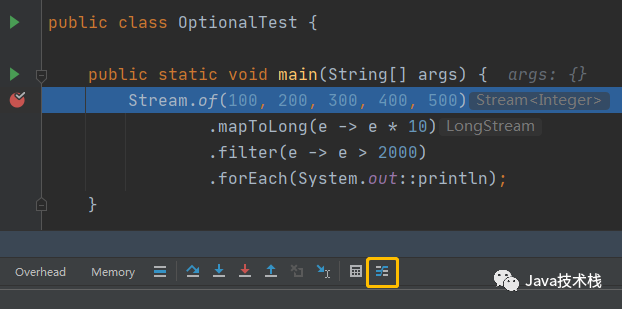 public class OptionalTest {
public static void main(String[] args) { args: {}
Stream.of(100, 200, 300, 400, 500) Stream<Integer>
.mapToLong(e -> e * 10) LongStream
.filter(e -> e > 2000)
.forEach(System.out::println);
}
Overhead Memory
Java技术栈